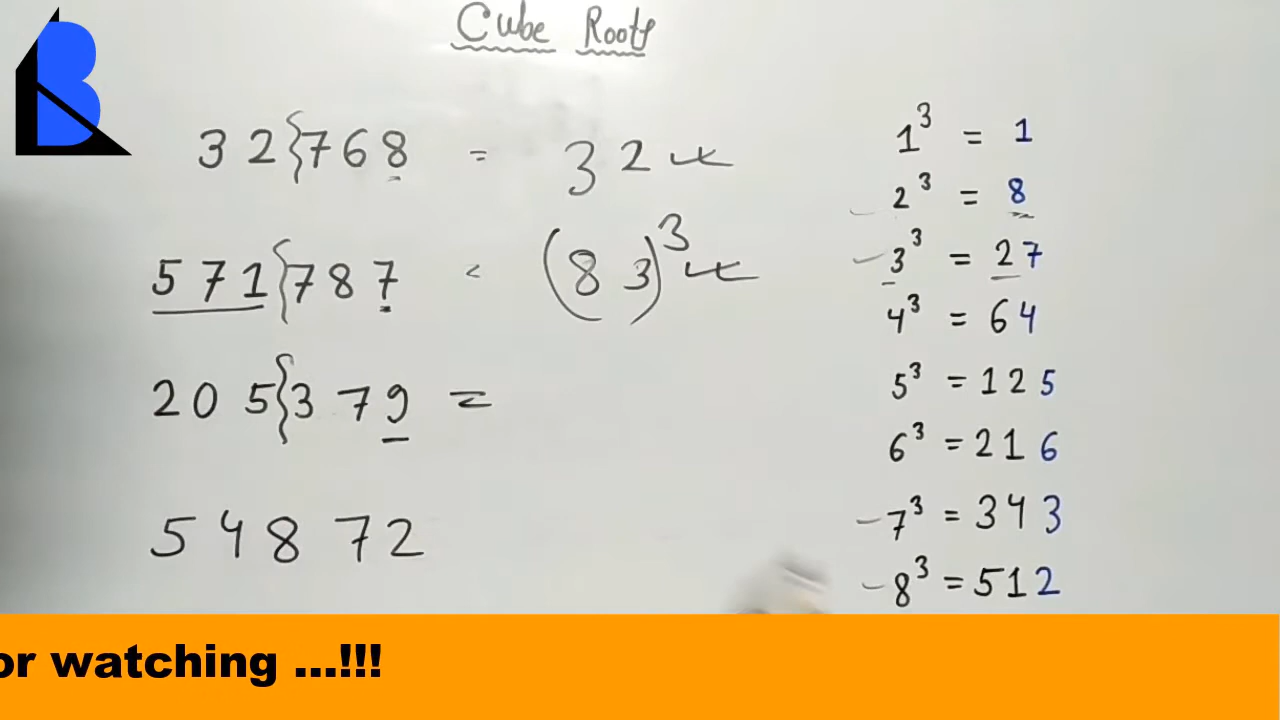 Cube Roots
32{768 = 32
571{787 < (83)³
205{379 =
54872
1³ = 1
2³ = 8
3³ = 27
4³ = 64
5³ = 125
6³ = 216
7³ = 343
8³ = 512
or watching ...!!!